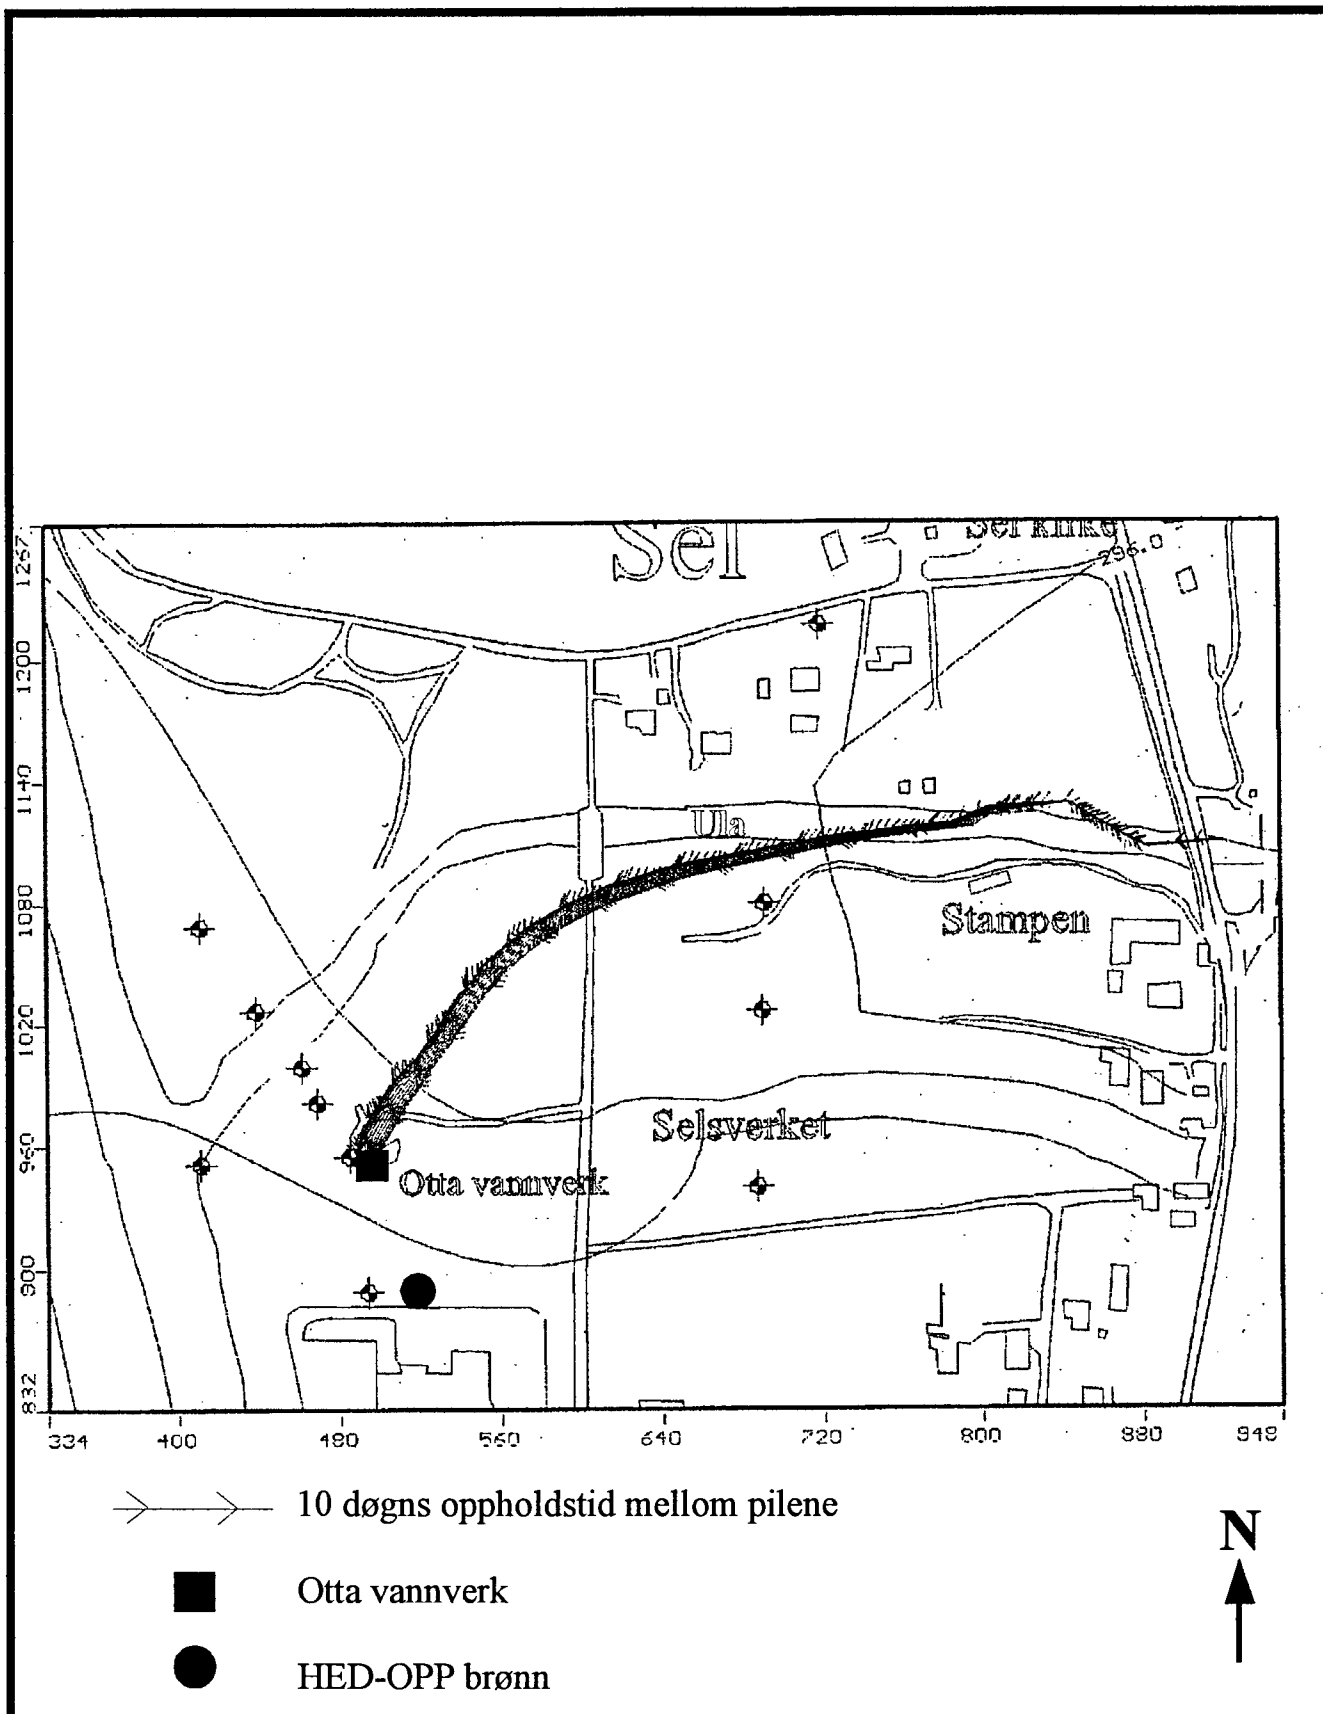 Sel
Sel kirke
296.0
1267
1200
1140
Ula
1080
Stampen
1020
Selsverket
960
Otta vannverk
900
832
334 400 480 560 640 720 800 880 948
10 døgns oppholdstid mellom pilene
N
Otta vannverk
HED-OPP brønn